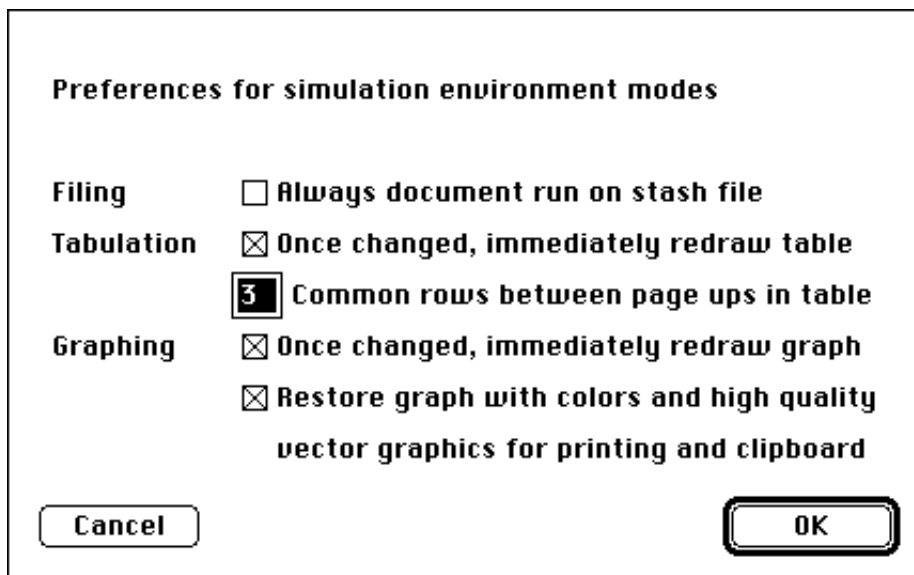 Preferences for simulation environment modes
Filing Always document run on stash file
Tabulation Once changed, immediately redraw table
3 Common rows between page ups in table
Graphing Once changed, immediately redraw graph
Restore graph with colors and high quality
vector graphics for printing and clipboard
Cancel OK